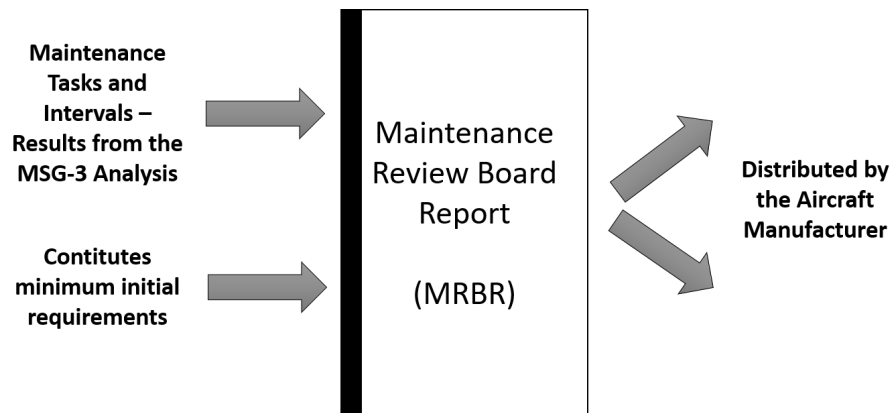 Maintenance
Tasks and
Intervals –
Results from the
MSG-3 Analysis
Contitutes
minimum initial
requirements
Maintenance
Review Board
Report
(MRBR)
Distributed by
the Aircraft
Manufacturer